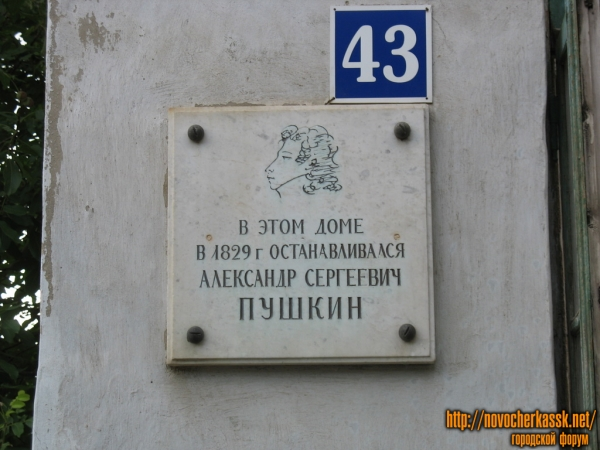 43
В ЭТОМ ДОМЕ
В 1829 г ОСТАНАВЛИВАЛСЯ
АЛЕКСАНДР СЕРГЕЕВИЧ
ПУШКИН
http://novocherkassk.net/
городской форум